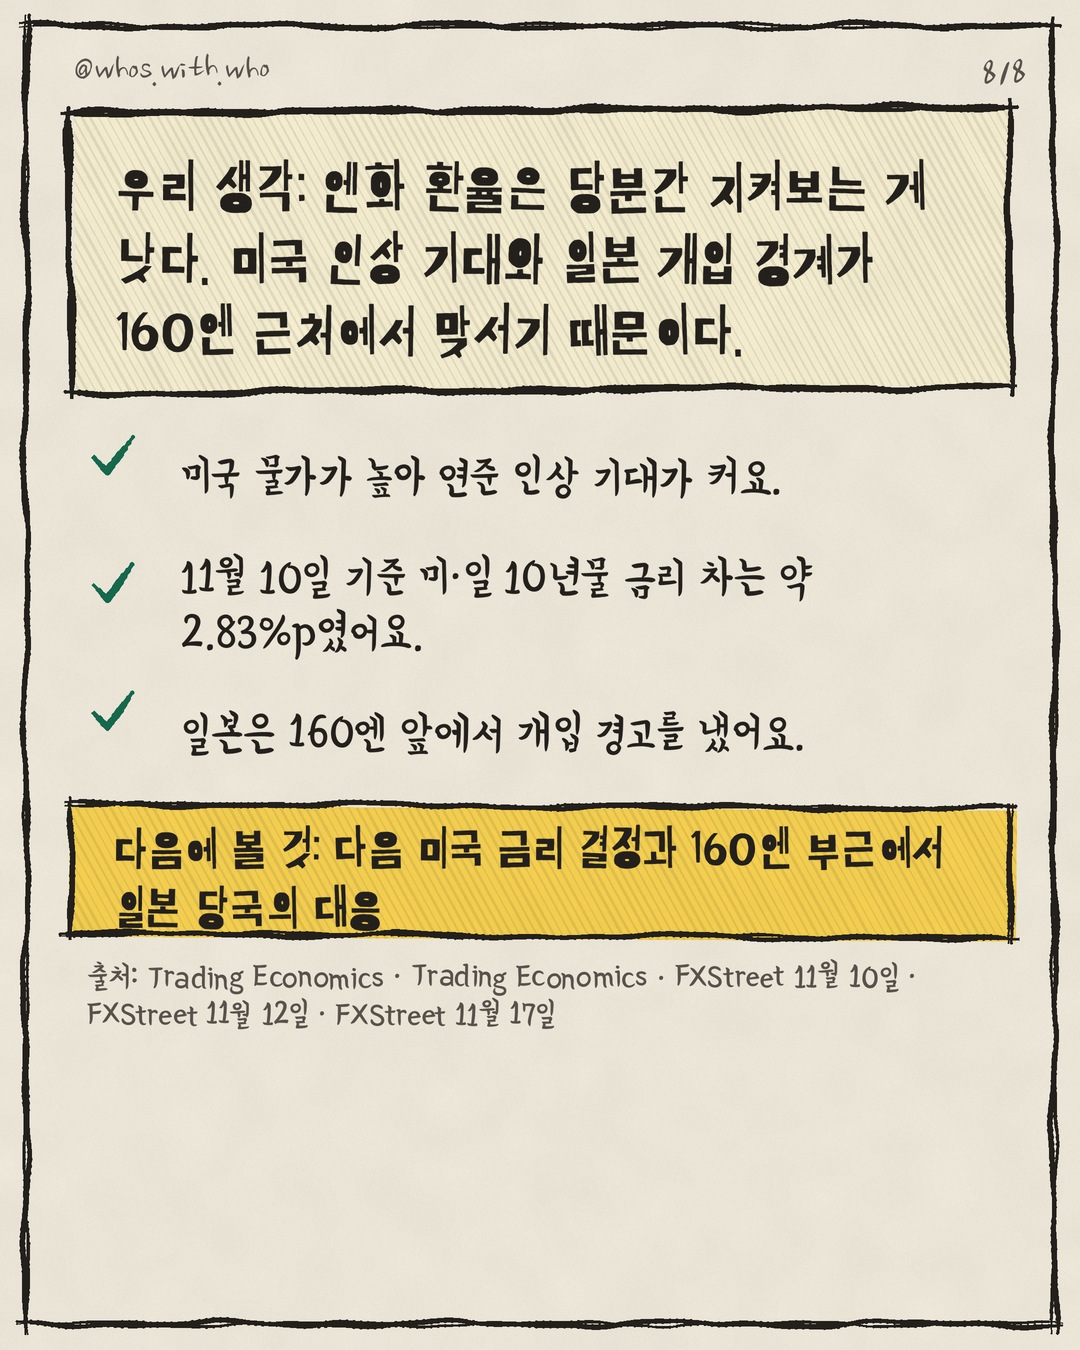 @whos.with.who
8/8
우리 생각: 엔화 환율은 당분간 지켜보는 게
낫다. 미국 인상 기대와 일본 개입 경계가
160엔 근처에서 맞서기 때문이다.
미국 물가가 높아 연준 인상 기대가 커요.
11월 10일 기준 미·일 10년물 금리 차는 약
2.83%p였어요.
일본은 160엔 앞에서 개입 경고를 냈어요.
다음에 볼 것: 다음 미국 금리 결정과 160엔 부근에서
일본 당국의 대응
출처: Trading Economics · Trading Economics · FXStreet 11월 10일 ·
FXStreet 11월 12일 · FXStreet 11월 17일